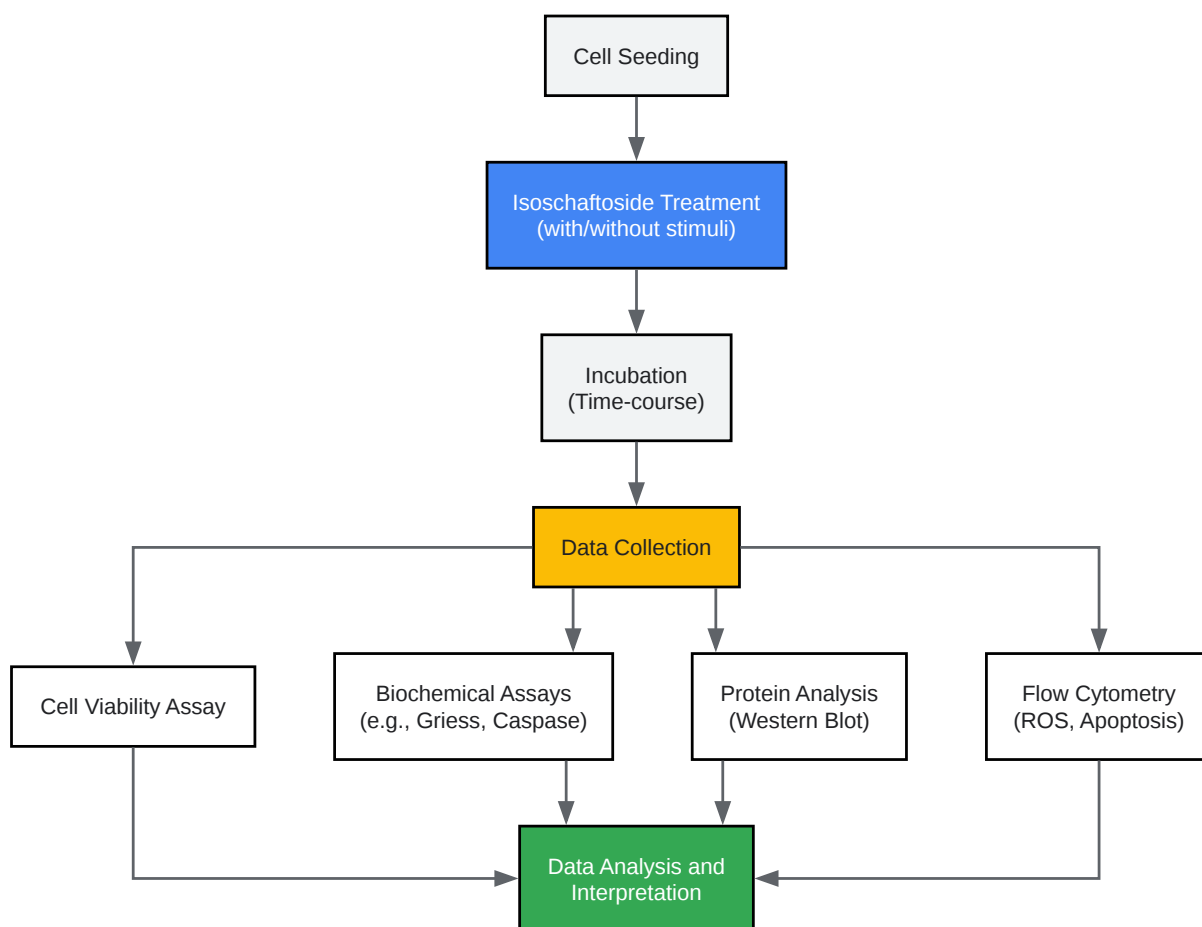 Cell Seeding
Isoschaftoside Treatment
(with/without stimuli)
Incubation
(Time-course)
Data Collection
Cell Viability Assay
Biochemical Assays
(e.g., Griess, Caspase)
Protein Analysis
(Western Blot)
Flow Cytometry
(ROS, Apoptosis)
Data Analysis and
Interpretation